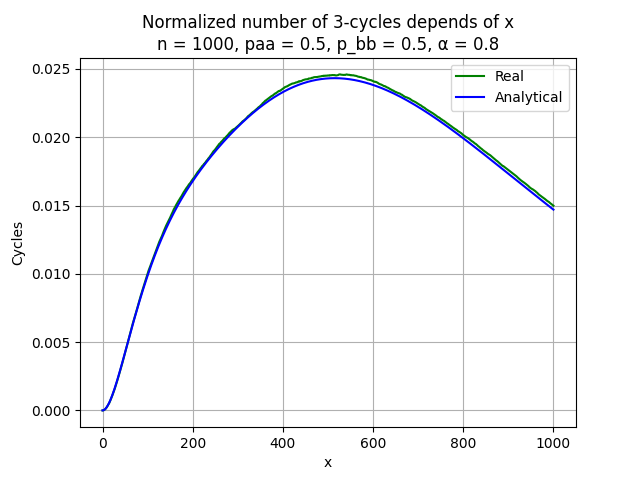 Normalized number of 3-cycles depends of x
n = 1000, paa = 0.5, p_bb = 0.5, α = 0.8
Real
Analytical
Cycles
0.025
0.020
0.015
0.010
0.005
0.000
0 200 400 600 800 1000
x